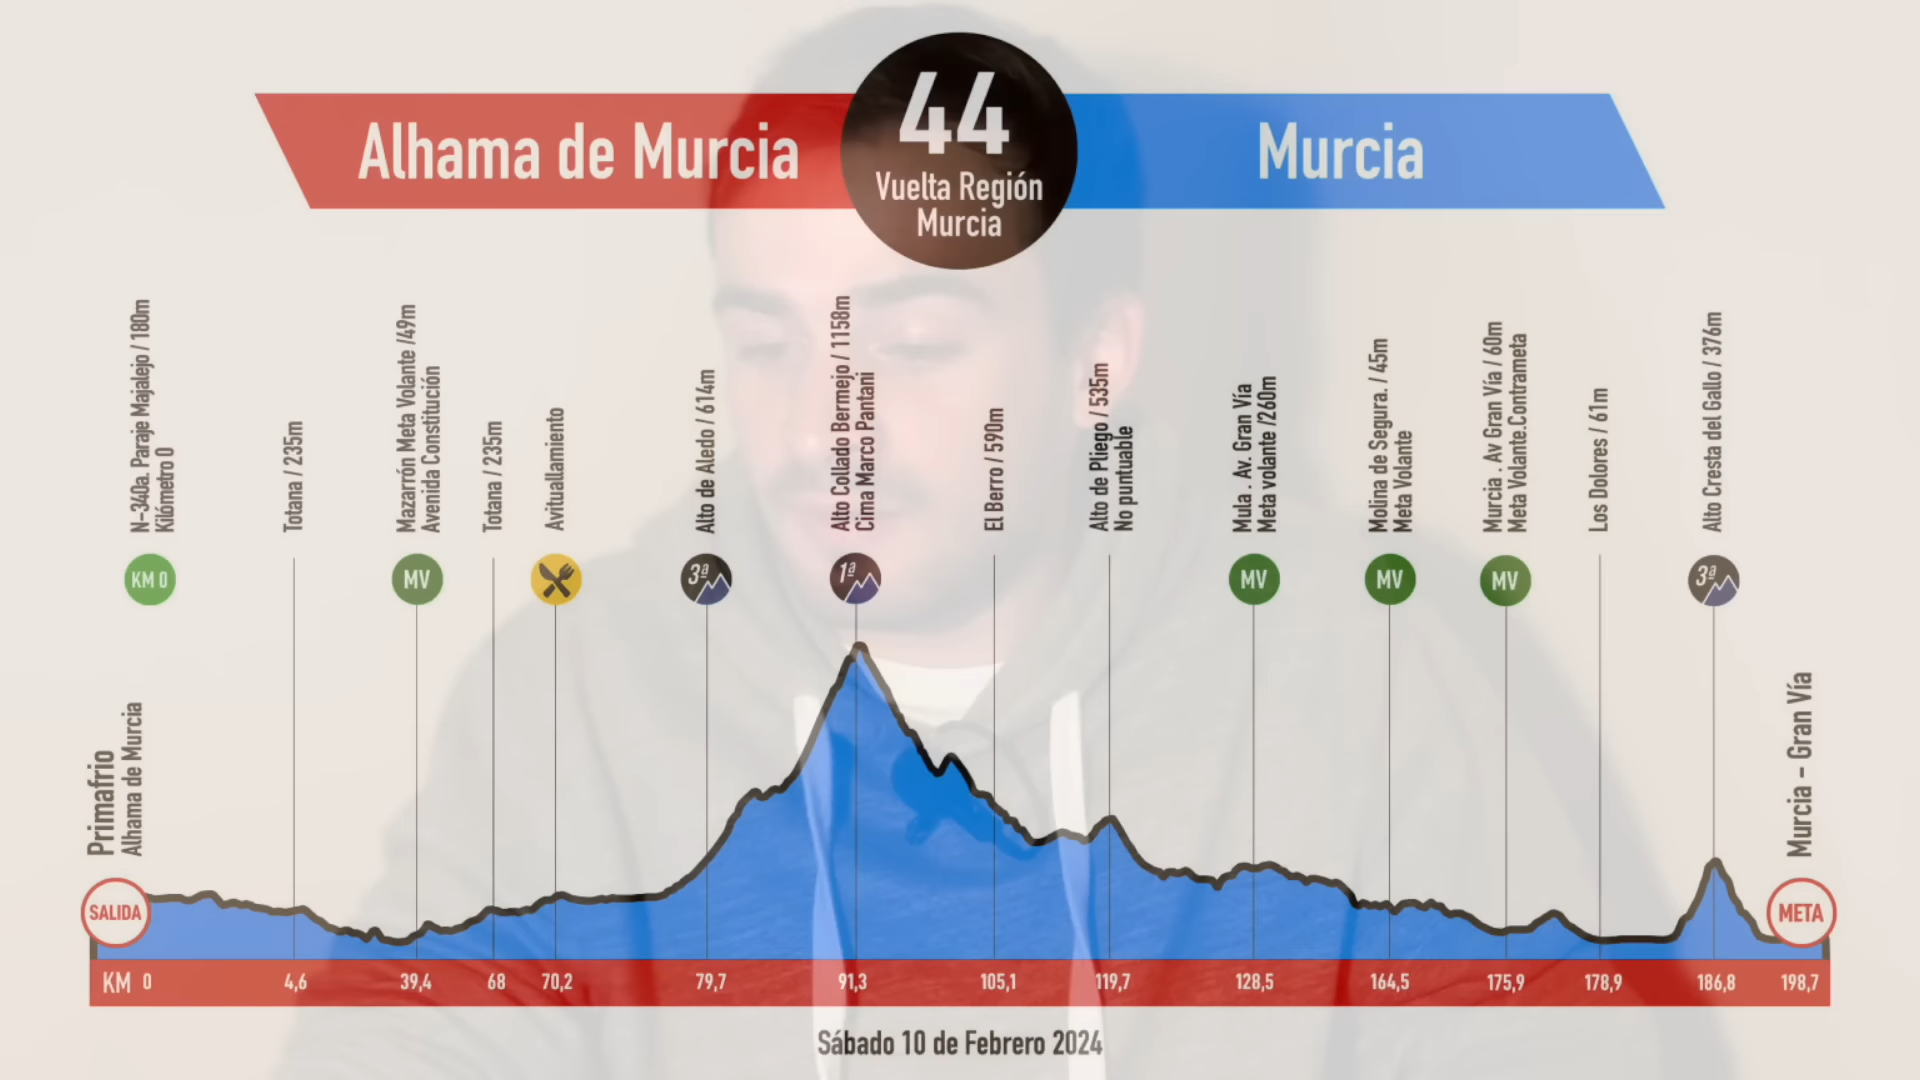 Alhama de Murcia
44
Vuelta Región
Murcia
Murcia
N-340a. Paraje Majalejo / 180m
Kilómetro 0
Totana / 235m
Mazarrón Meta Volante /49m
Avenida Constitución
Totana / 235m
Avituallamiento
Alto de Aledo / 614m
Alto Collado Bermejo / 1158m
Cima Marco Pantani
El Berro / 590m
Alto de Pliego / 535m
No puntuable
Mula . Av. Gran Vía
Meta volante /260m
Molina de Segura. / 45m
Meta Volante
Murcia . Av Gran Vía / 60m
Meta Volante.Contrameta
Los Dolores / 61m
Alto Cresta del Gallo / 376m
KM 0
MV
3ª
1ª
MV
MV
MV
3ª
Primafrio
Alhama de Murcia
Murcia - Gran Vía
SALIDA
META
KM 0 4,6 39,4 68 70,2 79,7 91,3 105,1 119,7 128,5 164,5 175,9 178,9 186,8 198,7
Sábado 10 de Febrero 2024